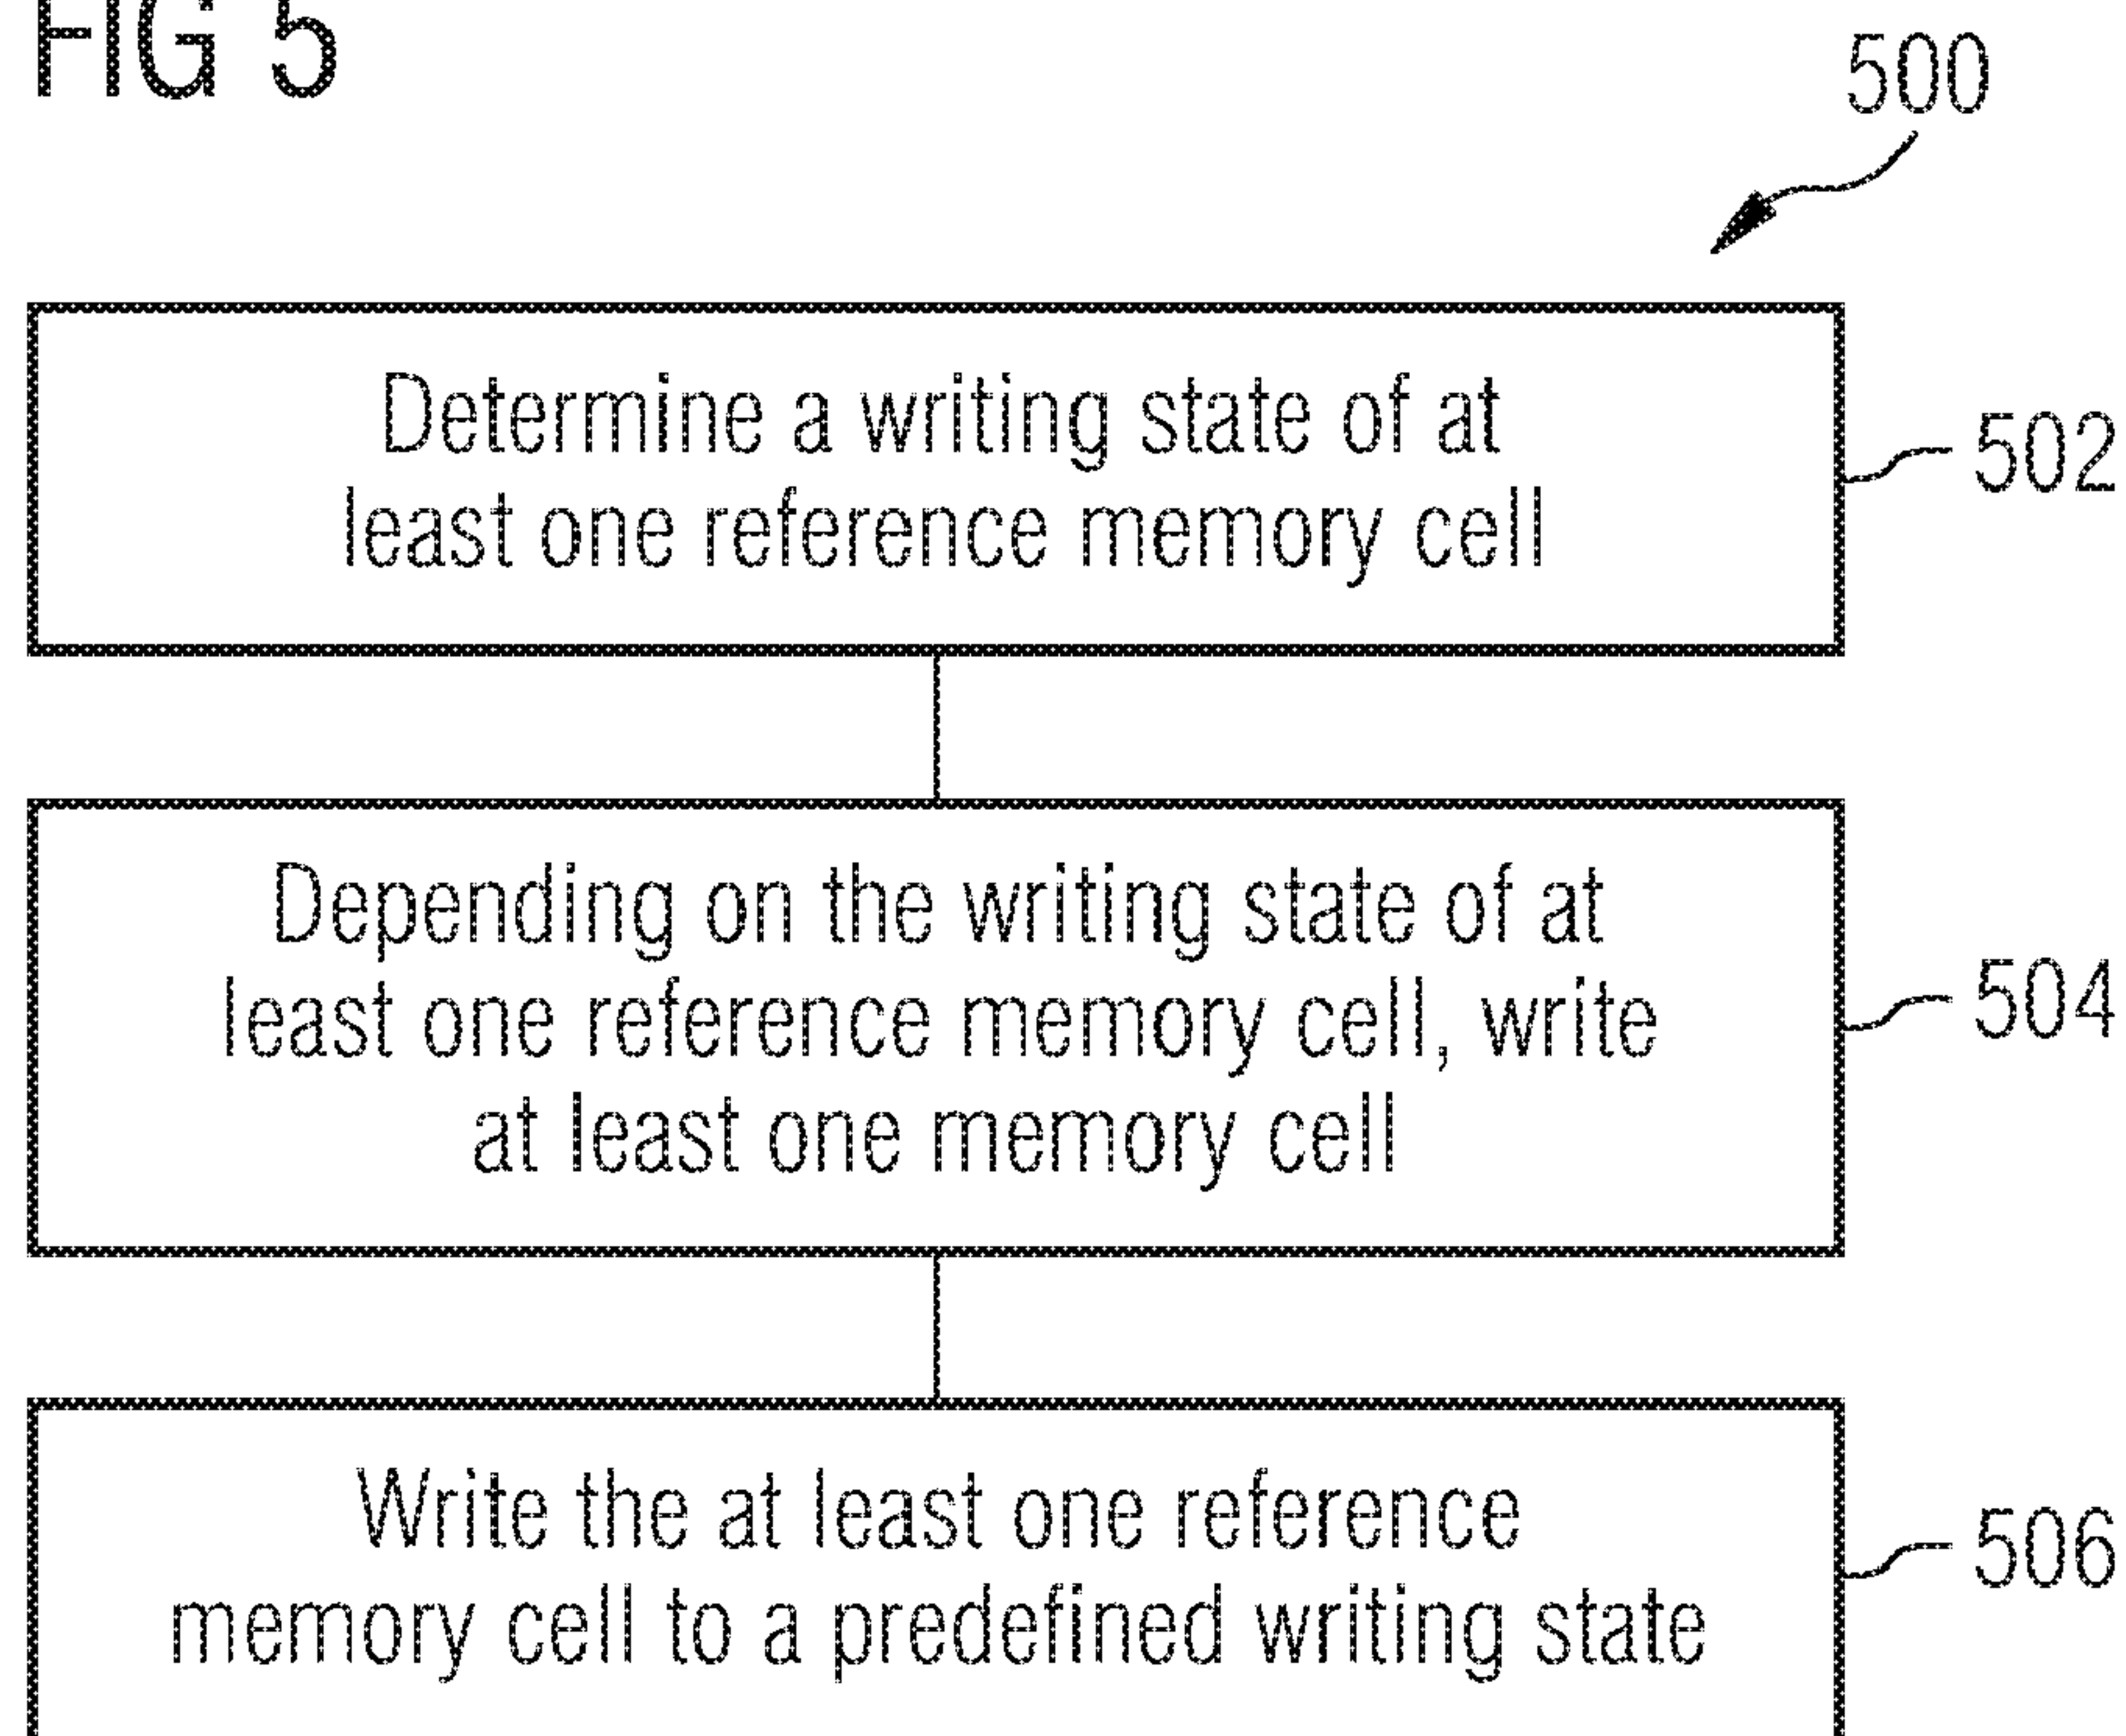 FIG 5
500
Determine a writing state of at
least one reference memory cell
502
Depending on the writing state of at
least one reference memory cell, write
at least one memory cell
504
Write the at least one reference
memory cell to a predefined writing state
506